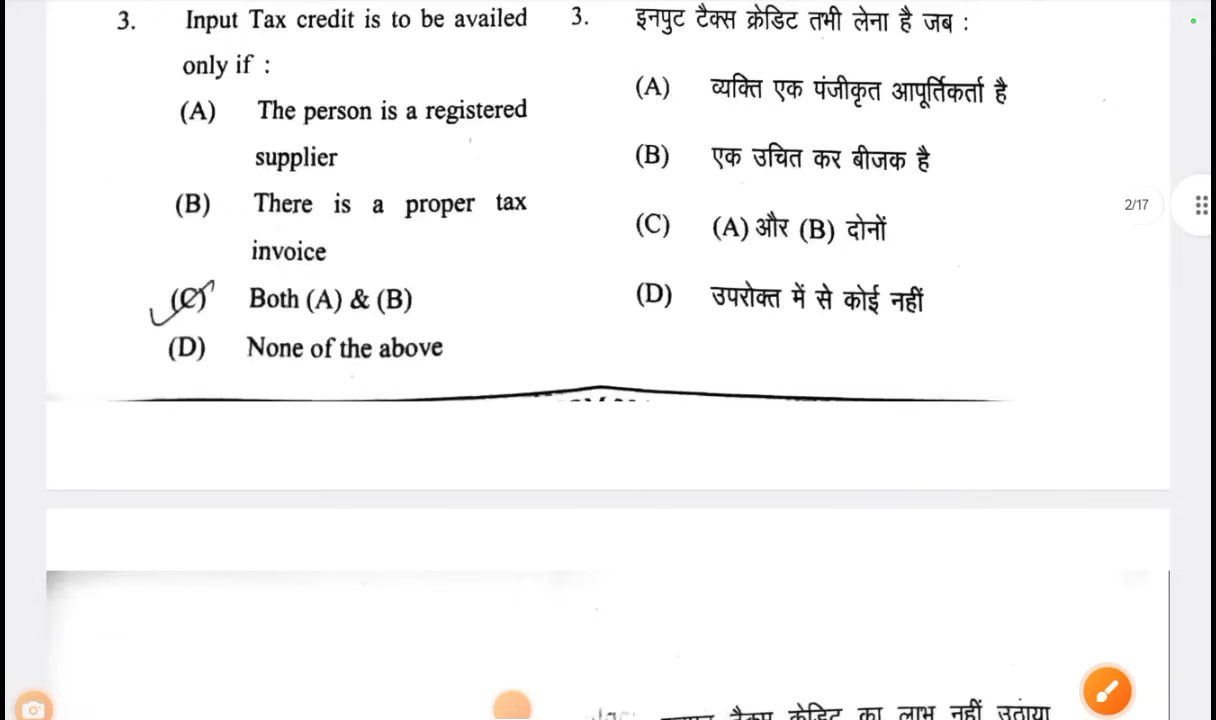 3. Input Tax credit is to be availed
only if :
(A) The person is a registered
supplier
(B) There is a proper tax
invoice
(C) Both (A) & (B)
(D) None of the above
3. इनपुट टैक्स क्रेडिट तभी लेना है जब :
(A) व्यक्ति एक पंजीकृत आपूर्तिकर्ता है
(B) एक उचित कर बीजक है
(C) (A) और (B) दोनों
(D) उपरोक्त में से कोई नहीं
2/17
टैक्स क्रेडिट का लाभ नहीं उठाया